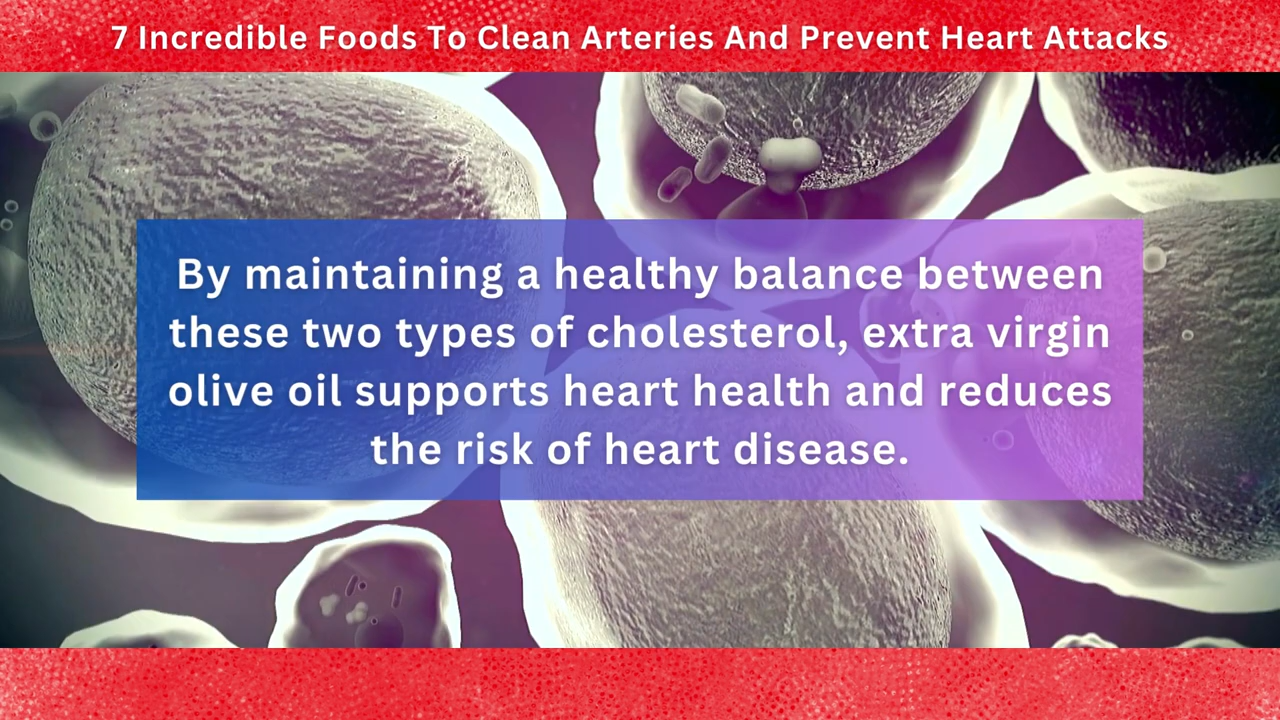 7 Incredible Foods To Clean Arteries And Prevent Heart Attacks
By maintaining a healthy balance between
these two types of cholesterol, extra virgin
olive oil supports heart health and reduces
the risk of heart disease.